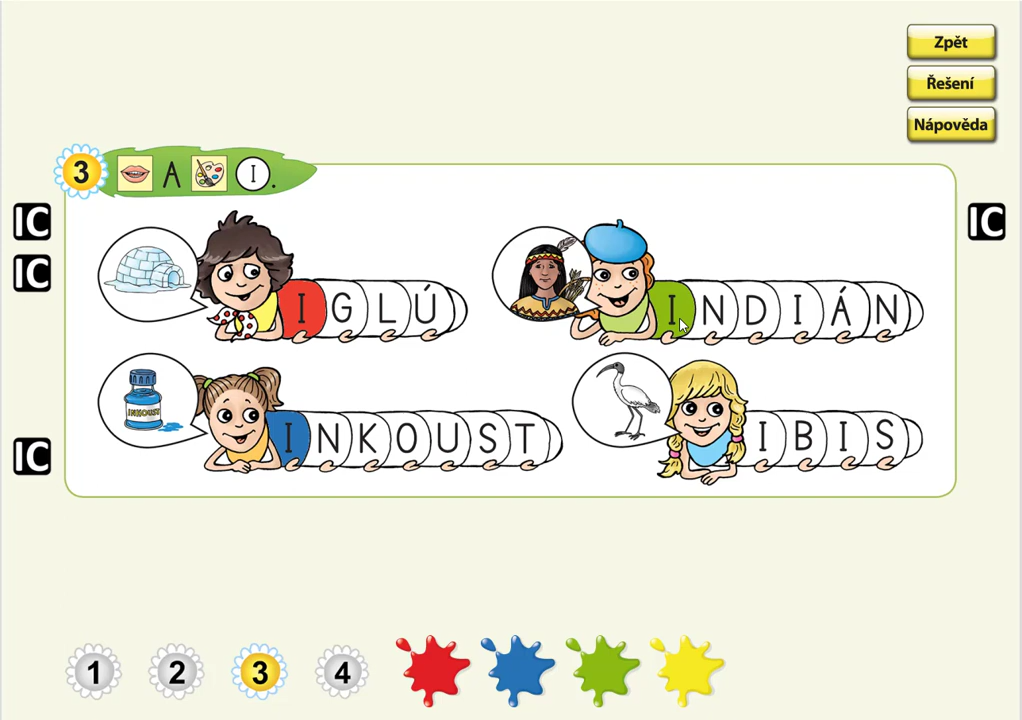 Zpět
Řešení
Nápověda
3 A I.
IC
IC
IC
IGLÚ
INDIÁN
INKOUST
INKOUST
IBIS
IC
1 2 3 4